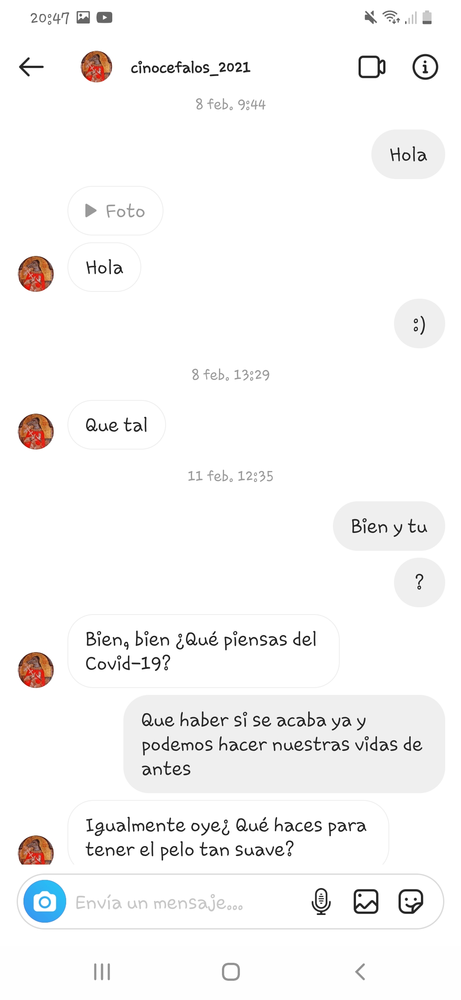 20:47
cinocefalos_2021
8 feb. 9:44
Hola
Foto
Hola
:)
8 feb. 13:29
Que tal
11 feb. 12:35
Bien y tu
?
Bien, bien ¿Qué piensas del
Covid-19?
Que haber si se acaba ya y
podemos hacer nuestras vidas de
antes
Igualmente oye¿ Qué haces para
tener el pelo tan suave?
Envía un mensaje...